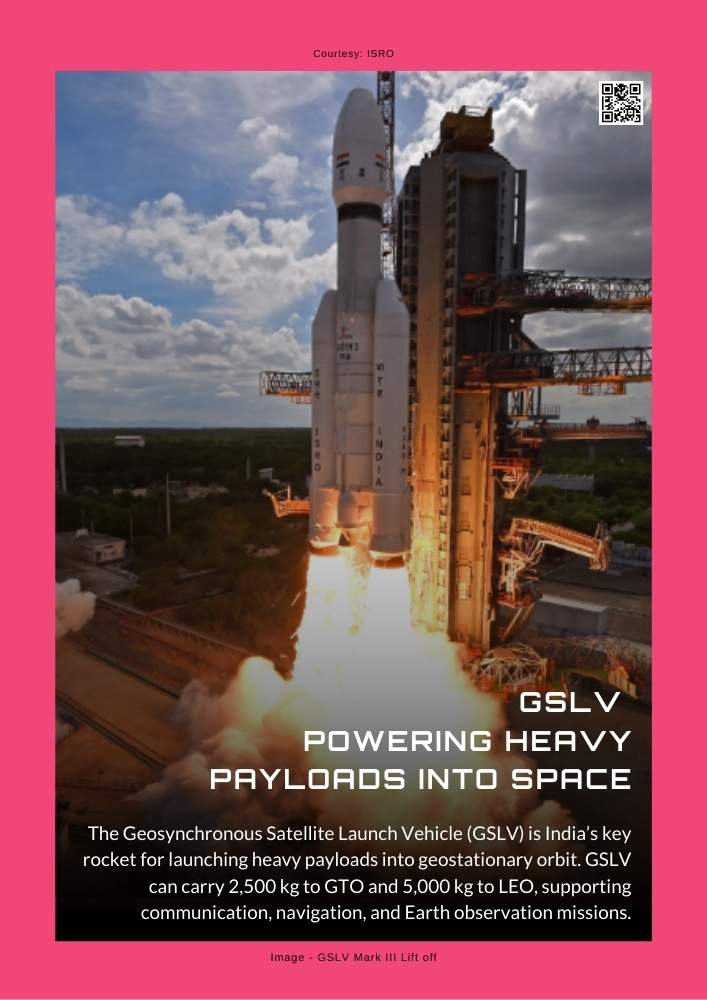 Courtesy: ISRO
ISRO
INDIA
GSLV
POWERING HEAVY
PAYLOADS INTO SPACE
The Geosynchronous Satellite Launch Vehicle (GSLV) is India’s key
rocket for launching heavy payloads into geostationary orbit. GSLV
can carry 2,500 kg to GTO and 5,000 kg to LEO, supporting
communication, navigation, and Earth observation missions.
Image - GSLV Mark III Lift off